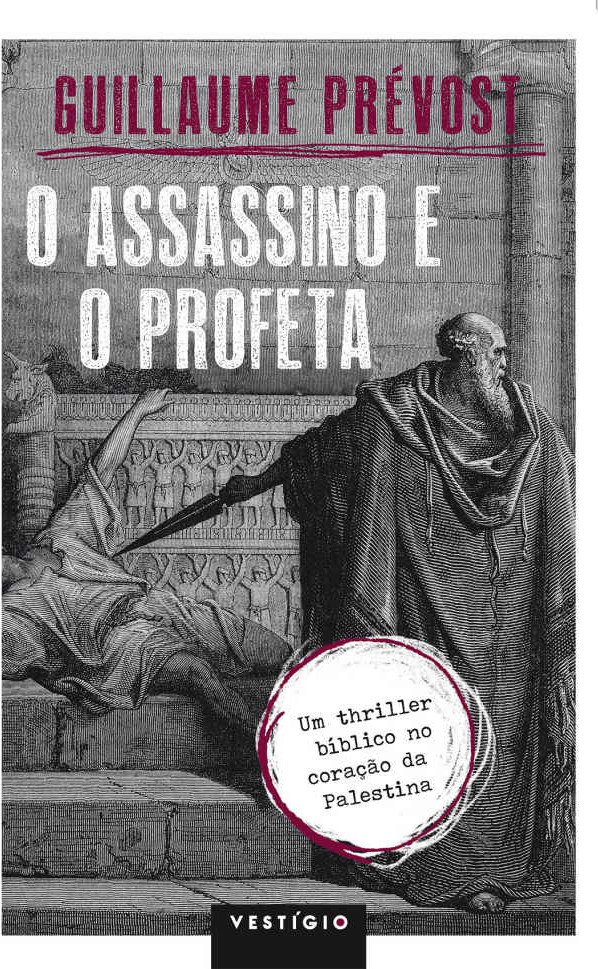 GUILLAUME PRÉVOST
O ASSASSINO E
O PROFETA
Um thriller
bíblico no
coração da
Palestina
VESTÍGIO